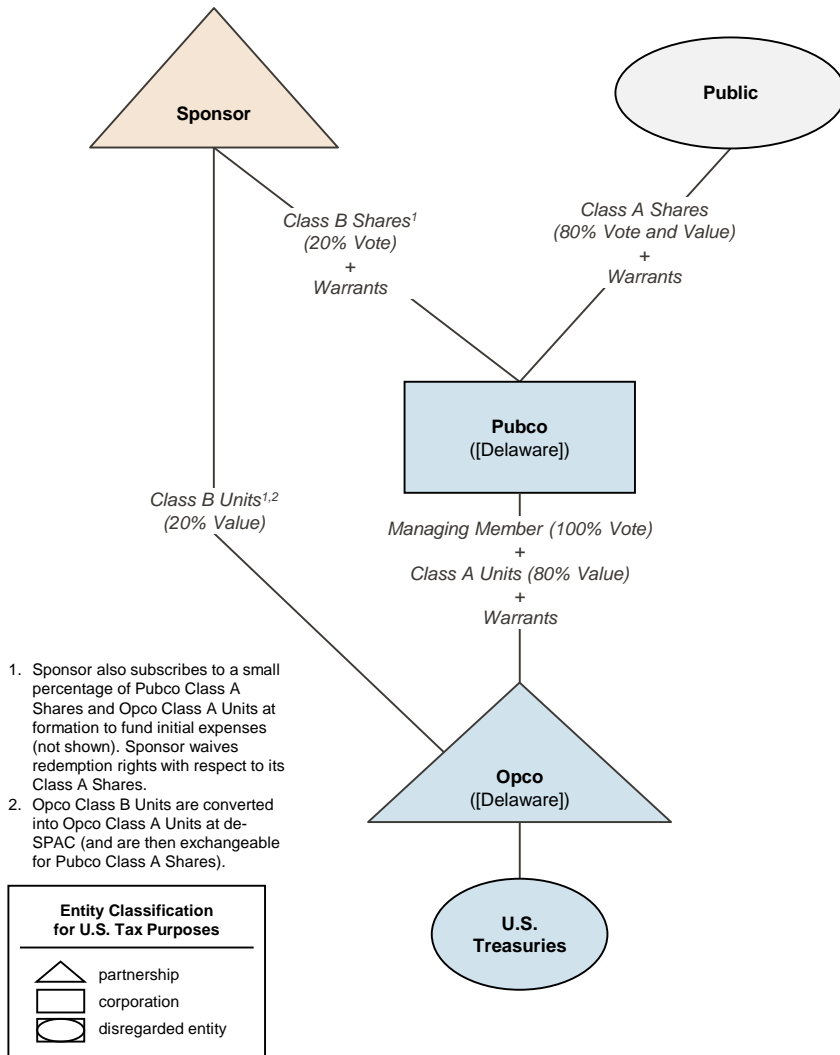 Sponsor
Public
Class B Shares1
(20% Vote)
+
Warrants
Class A Shares
(80% Vote and Value)
+
Warrants
Pubco
([Delaware])
Class B Units1,2
(20% Value)
Managing Member (100% Vote)
+
Class A Units (80% Value)
+
Warrants
Opco
([Delaware])
U.S.
Treasuries
1. Sponsor also subscribes to a small
percentage of Pubco Class A
Shares and Opco Class A Units at
formation to fund initial expenses
(not shown). Sponsor waives
redemption rights with respect to its
Class A Shares.
2. Opco Class B Units are converted
into Opco Class A Units at de-
SPAC (and are then exchangeable
for Pubco Class A Shares).
Entity Classification
for U.S. Tax Purposes
partnership
corporation
disregarded entity